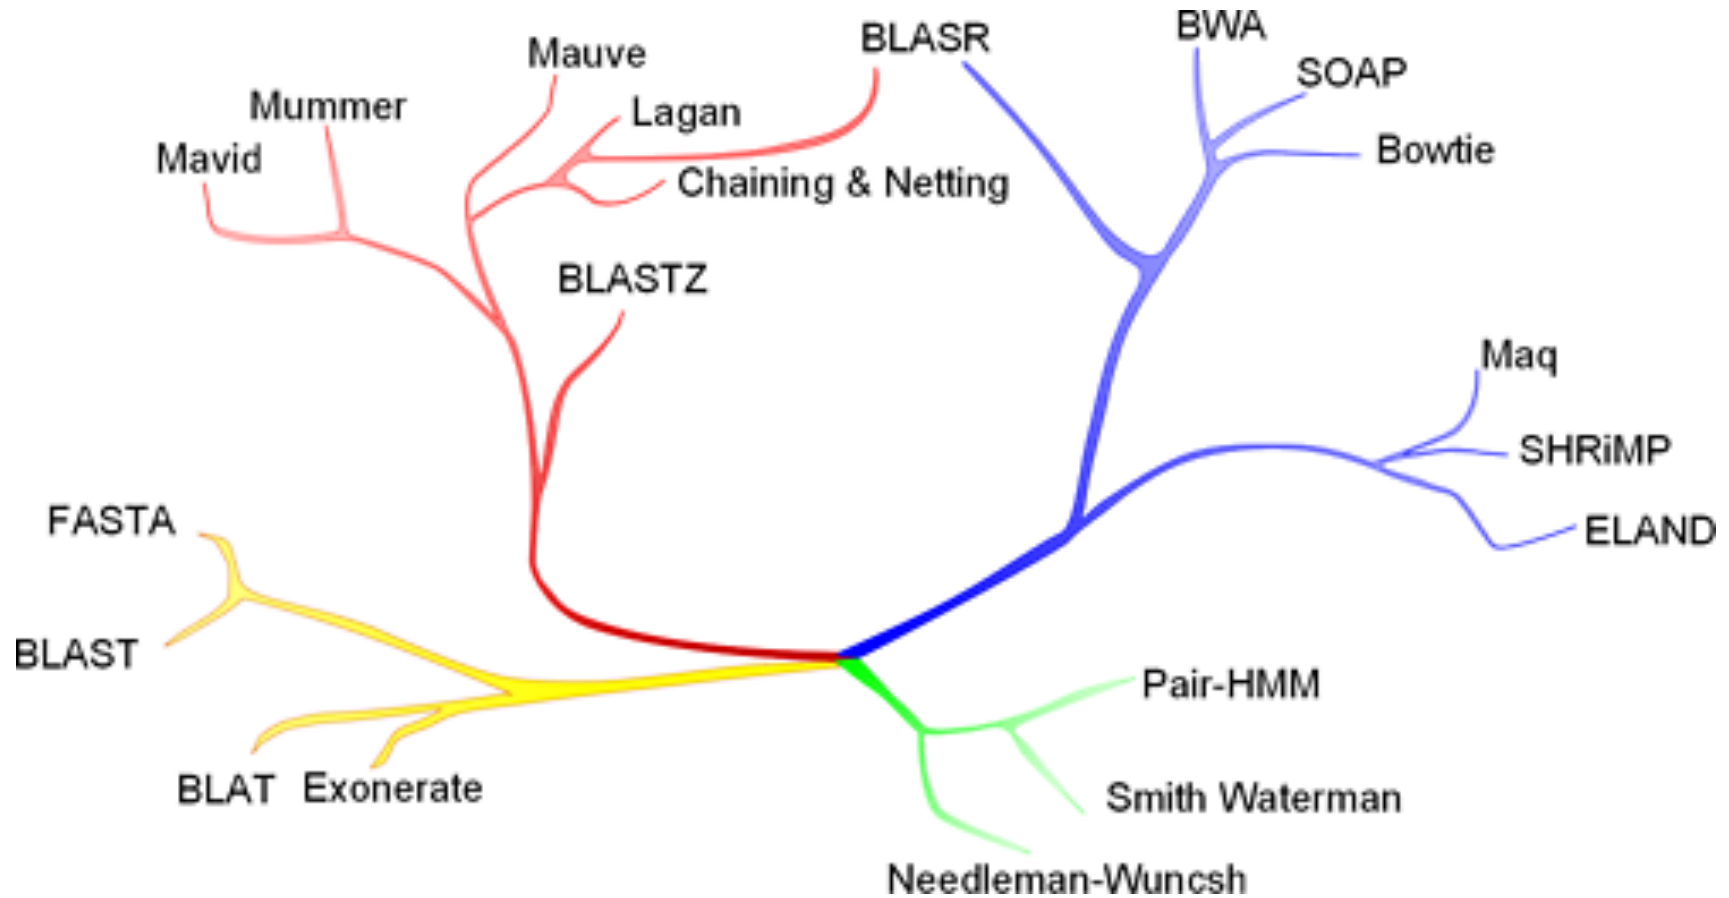 BWA
BLASR
Mauve
SOAP
Mummer
Lagan
Bowtie
Mavid
Chaining & Netting
BLASTZ
Maq
SHRiMP
FASTA
ELAND
BLAST
Pair-HMM
BLAT
Exonerate
Smith Waterman
Needleman-Wuncsh